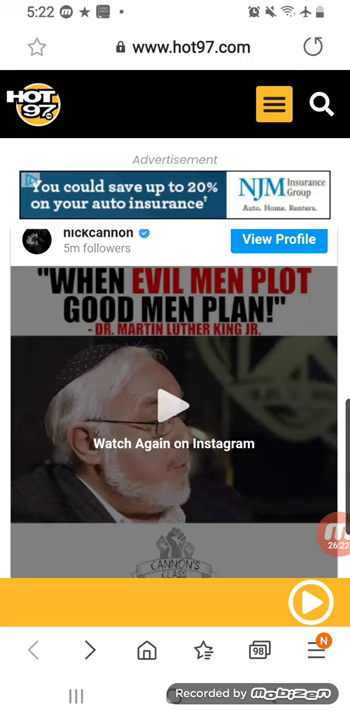 5:22
www.hot97.com
HOT
97
Advertisement
You could save up to 20%
on your auto insurance†
NJM Insurance
Group
Auto. Home. Renters.
nickcannon
5m followers
View Profile
"WHEN EVIL MEN PLOT
GOOD MEN PLAN!"
- DR. MARTIN LUTHER KING JR.
Watch Again on Instagram
26:22
CANNON'S
CLASS
N
98
Recorded by mobizen